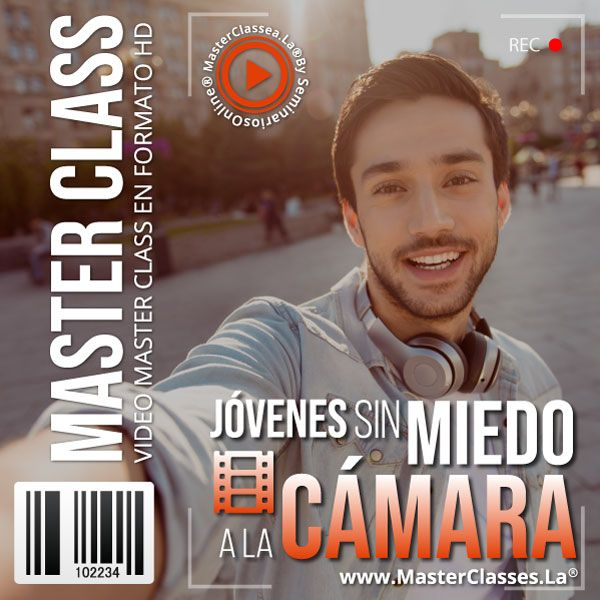 MASTER CLASS
VIDEO MASTER CLASS EN FORMATO HD
MasterClassea.La®By SeminariosOnline®
REC
JÓVENES SIN MIEDO
A LA CÁMARA
www.MasterClasses.La®
102234